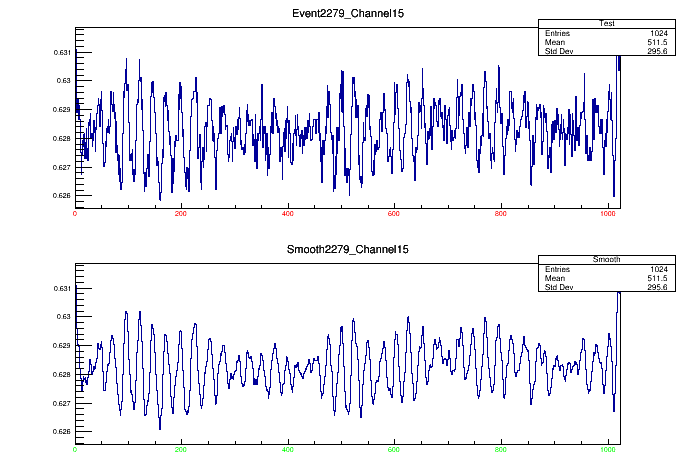 Event2279_Channel15
Test
Entries 1024
Mean 511.5
Std Dev 295.6
0.631
0.63
0.629
0.628
0.627
0.626
0 200 400 600 800 1000
Smooth2279_Channel15
Smooth
Entries 1024
Mean 511.5
Std Dev 295.6
0.631
0.63
0.629
0.628
0.627
0.626
0 200 400 600 800 1000